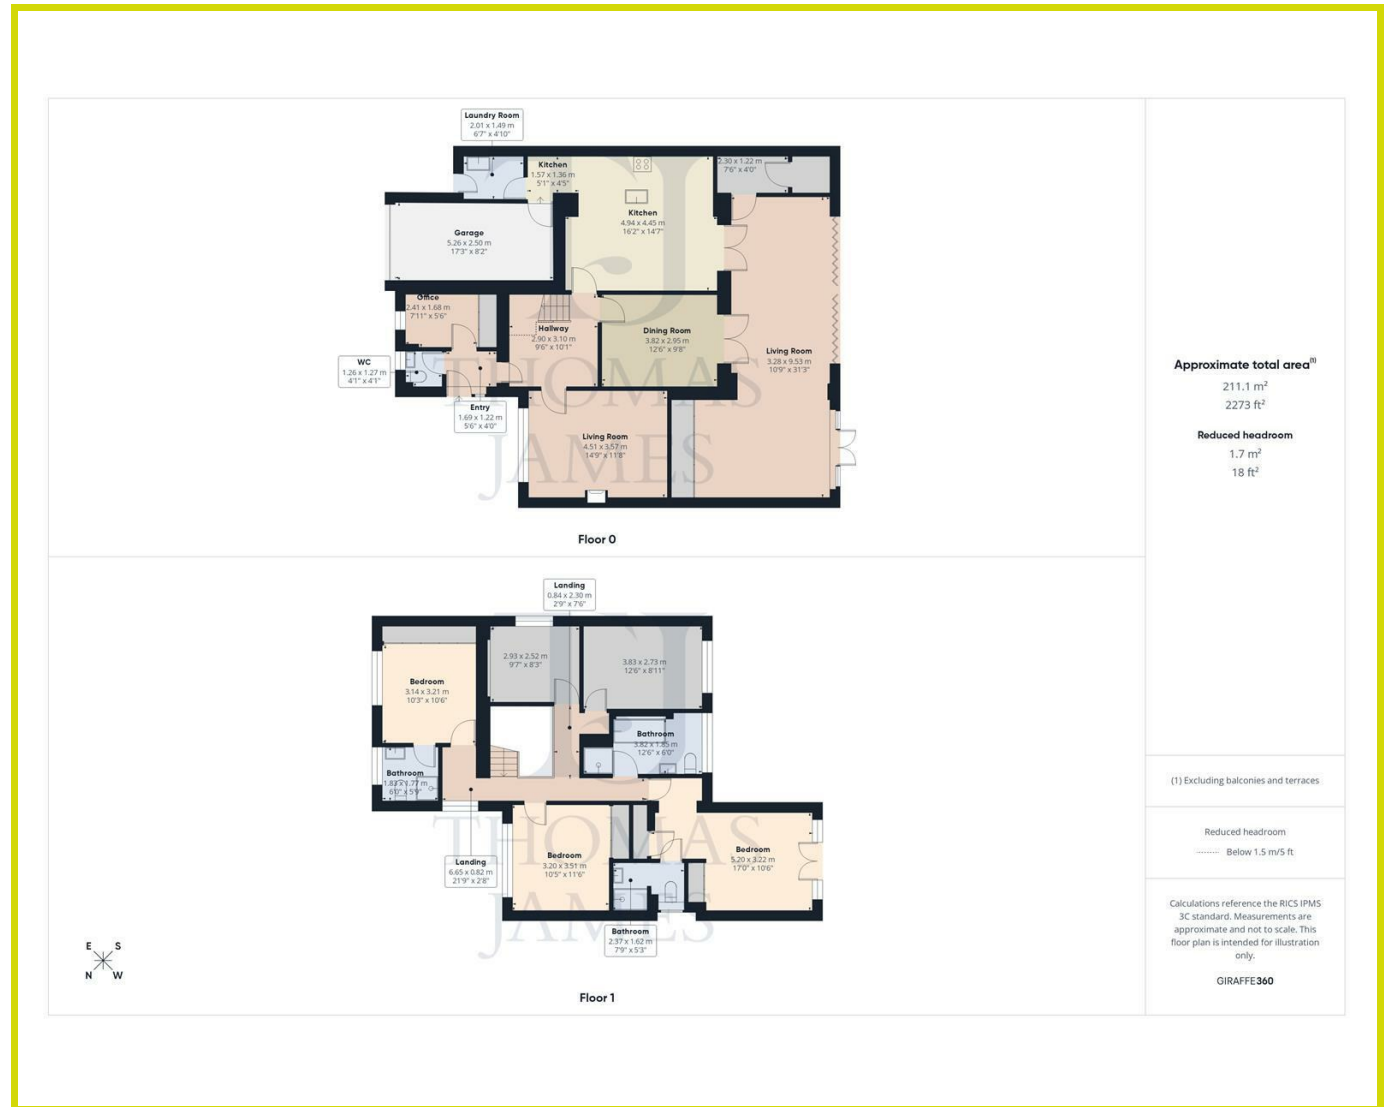 Laundry Room
2.01 x 1.49 m
6'7" x 4'10"
Kitchen
1.57 x 1.36 m
5'1" x 4'5"
2.30 x 1.22 m
7'6" x 4'0"
Kitchen
4.94 x 4.45 m
16'2" x 14'7"
Garage
5.26 x 2.50 m
17'3" x 8'2"
Office
2.41 x 1.68 m
7'11" x 5'6"
Hallway
2.90 x 3.10 m
9'6" x 10'1"
Dining Room
3.82 x 2.95 m
12'6" x 9'8"
Living Room
3.28 x 9.53 m
10'9" x 31'3"
WC
1.26 x 1.27 m
4'1" x 4'1"
Entry
1.69 x 1.22 m
5'6" x 4'0"
Living Room
4.51 x 3.57 m
14'9" x 11'8"
THOMAS
JAMES
Floor 0
Approximate total area(1)
211.1 m²
2273 ft²
Reduced headroom
1.7 m²
18 ft²
Landing
0.84 x 2.30 m
2'9" x 7'6"
2.93 x 2.52 m
9'7" x 8'3"
3.83 x 2.73 m
12'6" x 8'11"
Bedroom
3.14 x 3.21 m
10'3" x 10'6"
Bathroom
3.82 x 1.85 m
12'6" x 6'0"
Bathroom
1.83 x 1.77 m
6'0" x 5'9"
Landing
6.65 x 0.82 m
21'9" x 2'8"
Bedroom
3.20 x 3.51 m
10'5" x 11'6"
Bedroom
5.20 x 3.22 m
17'0" x 10'6"
Bathroom
2.37 x 1.62 m
7'9" x 5'3"
THOMAS
JAMES
E S
N W
Floor 1
(1) Excluding balconies and terraces
Reduced headroom
Below 1.5 m/5 ft
Calculations reference the RICS IPMS
3C standard. Measurements are
approximate and not to scale. This
floor plan is intended for illustration
only.
GIRAFFE360